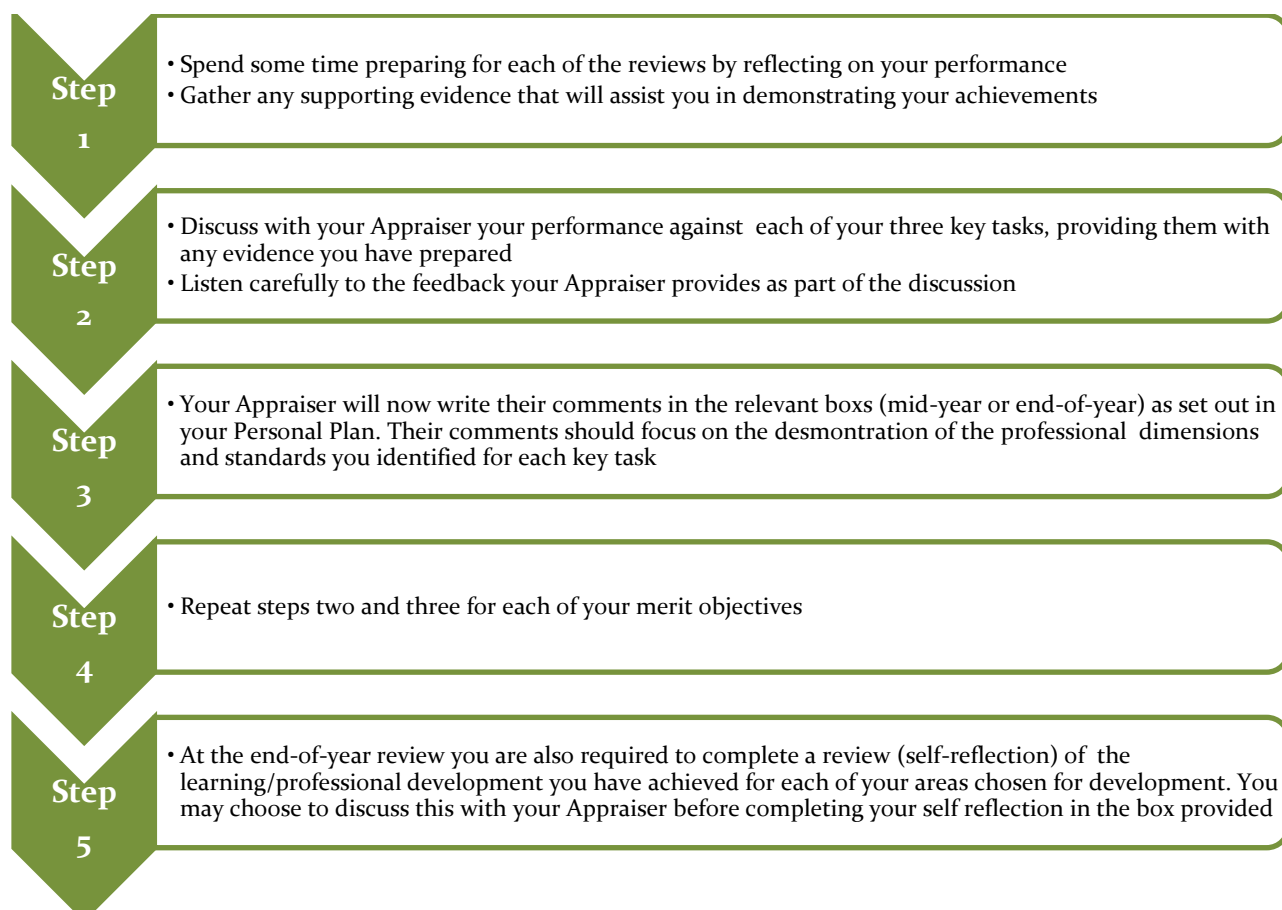 Step
1
• Spend some time preparing for each of the reviews by reflecting on your performance
• Gather any supporting evidence that will assist you in demonstrating your achievements
Step
2
• Discuss with your Appraiser your performance against each of your three key tasks, providing them with
any evidence you have prepared
• Listen carefully to the feedback your Appraiser provides as part of the discussion
Step
3
• Your Appraiser will now write their comments in the relevant boxs (mid-year or end-of-year) as set out in
your Personal Plan. Their comments should focus on the desmontration of the professional dimensions
and standards you identified for each key task
Step
4
• Repeat steps two and three for each of your merit objectives
Step
5
• At the end-of-year review you are also required to complete a review (self-reflection) of the
learning/professional development you have achieved for each of your areas chosen for development. You
may choose to discuss this with your Appraiser before completing your self reflection in the box provided